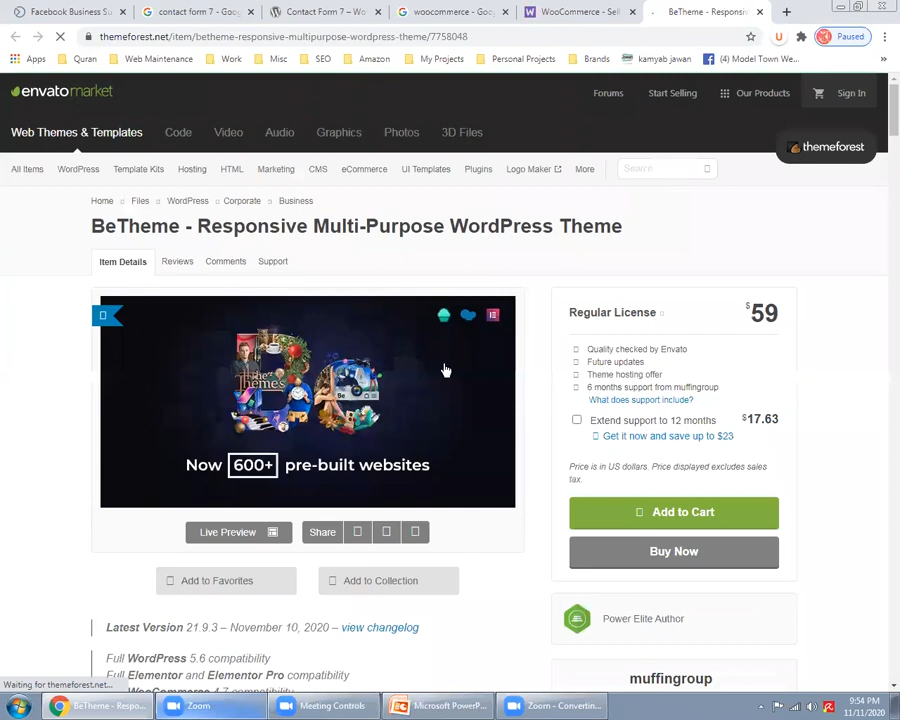 Facebook Business Su
contact form 7 - Goog
Contact Form 7 – Wo
woocommerce - Goog
WooCommerce - Sell
BeTheme - Responsiv
themeforest.net/item/betheme-responsive-multipurpose-wordpress-theme/7758048
Paused
Apps
Quran
Web Maintenance
Work
Misc
SEO
Amazon
My Projects
Personal Projects
Brands
kamyab jawan
(4) Model Town We...
envatomarket
Forums
Start Selling
Our Products
Sign In
Web Themes & Templates
Code
Video
Audio
Graphics
Photos
3D Files
themeforest
All Items
WordPress
Template Kits
Hosting
HTML
Marketing
CMS
eCommerce
UI Templates
Plugins
Logo Maker
More
Search
Home
Files
WordPress
Corporate
Business
BeTheme - Responsive Multi-Purpose WordPress Theme
Item Details
Reviews
Comments
Support
the Themes
Be
Now 600+ pre-built websites
Live Preview
Share
Add to Favorites
Add to Collection
Latest Version 21.9.3 – November 10, 2020 – view changelog
Full WordPress 5.6 compatibility
Full Elementor and Elementor Pro compatibility
WooCommerce 4.7 compatibility
Regular License
$59
Quality checked by Envato
Future updates
Theme hosting offer
6 months support from muffingroup
What does support include?
Extend support to 12 months
$17.63
Get it now and save up to $23
Price is in US dollars. Price displayed excludes sales
tax.
Add to Cart
Buy Now
Power Elite Author
muffingroup
Waiting for themeforest.net...
BeTheme - Respo...
Zoom
Meeting Controls
Microsoft PowerP...
Zoom - Convertin...
9:54 PM
11/11/2020